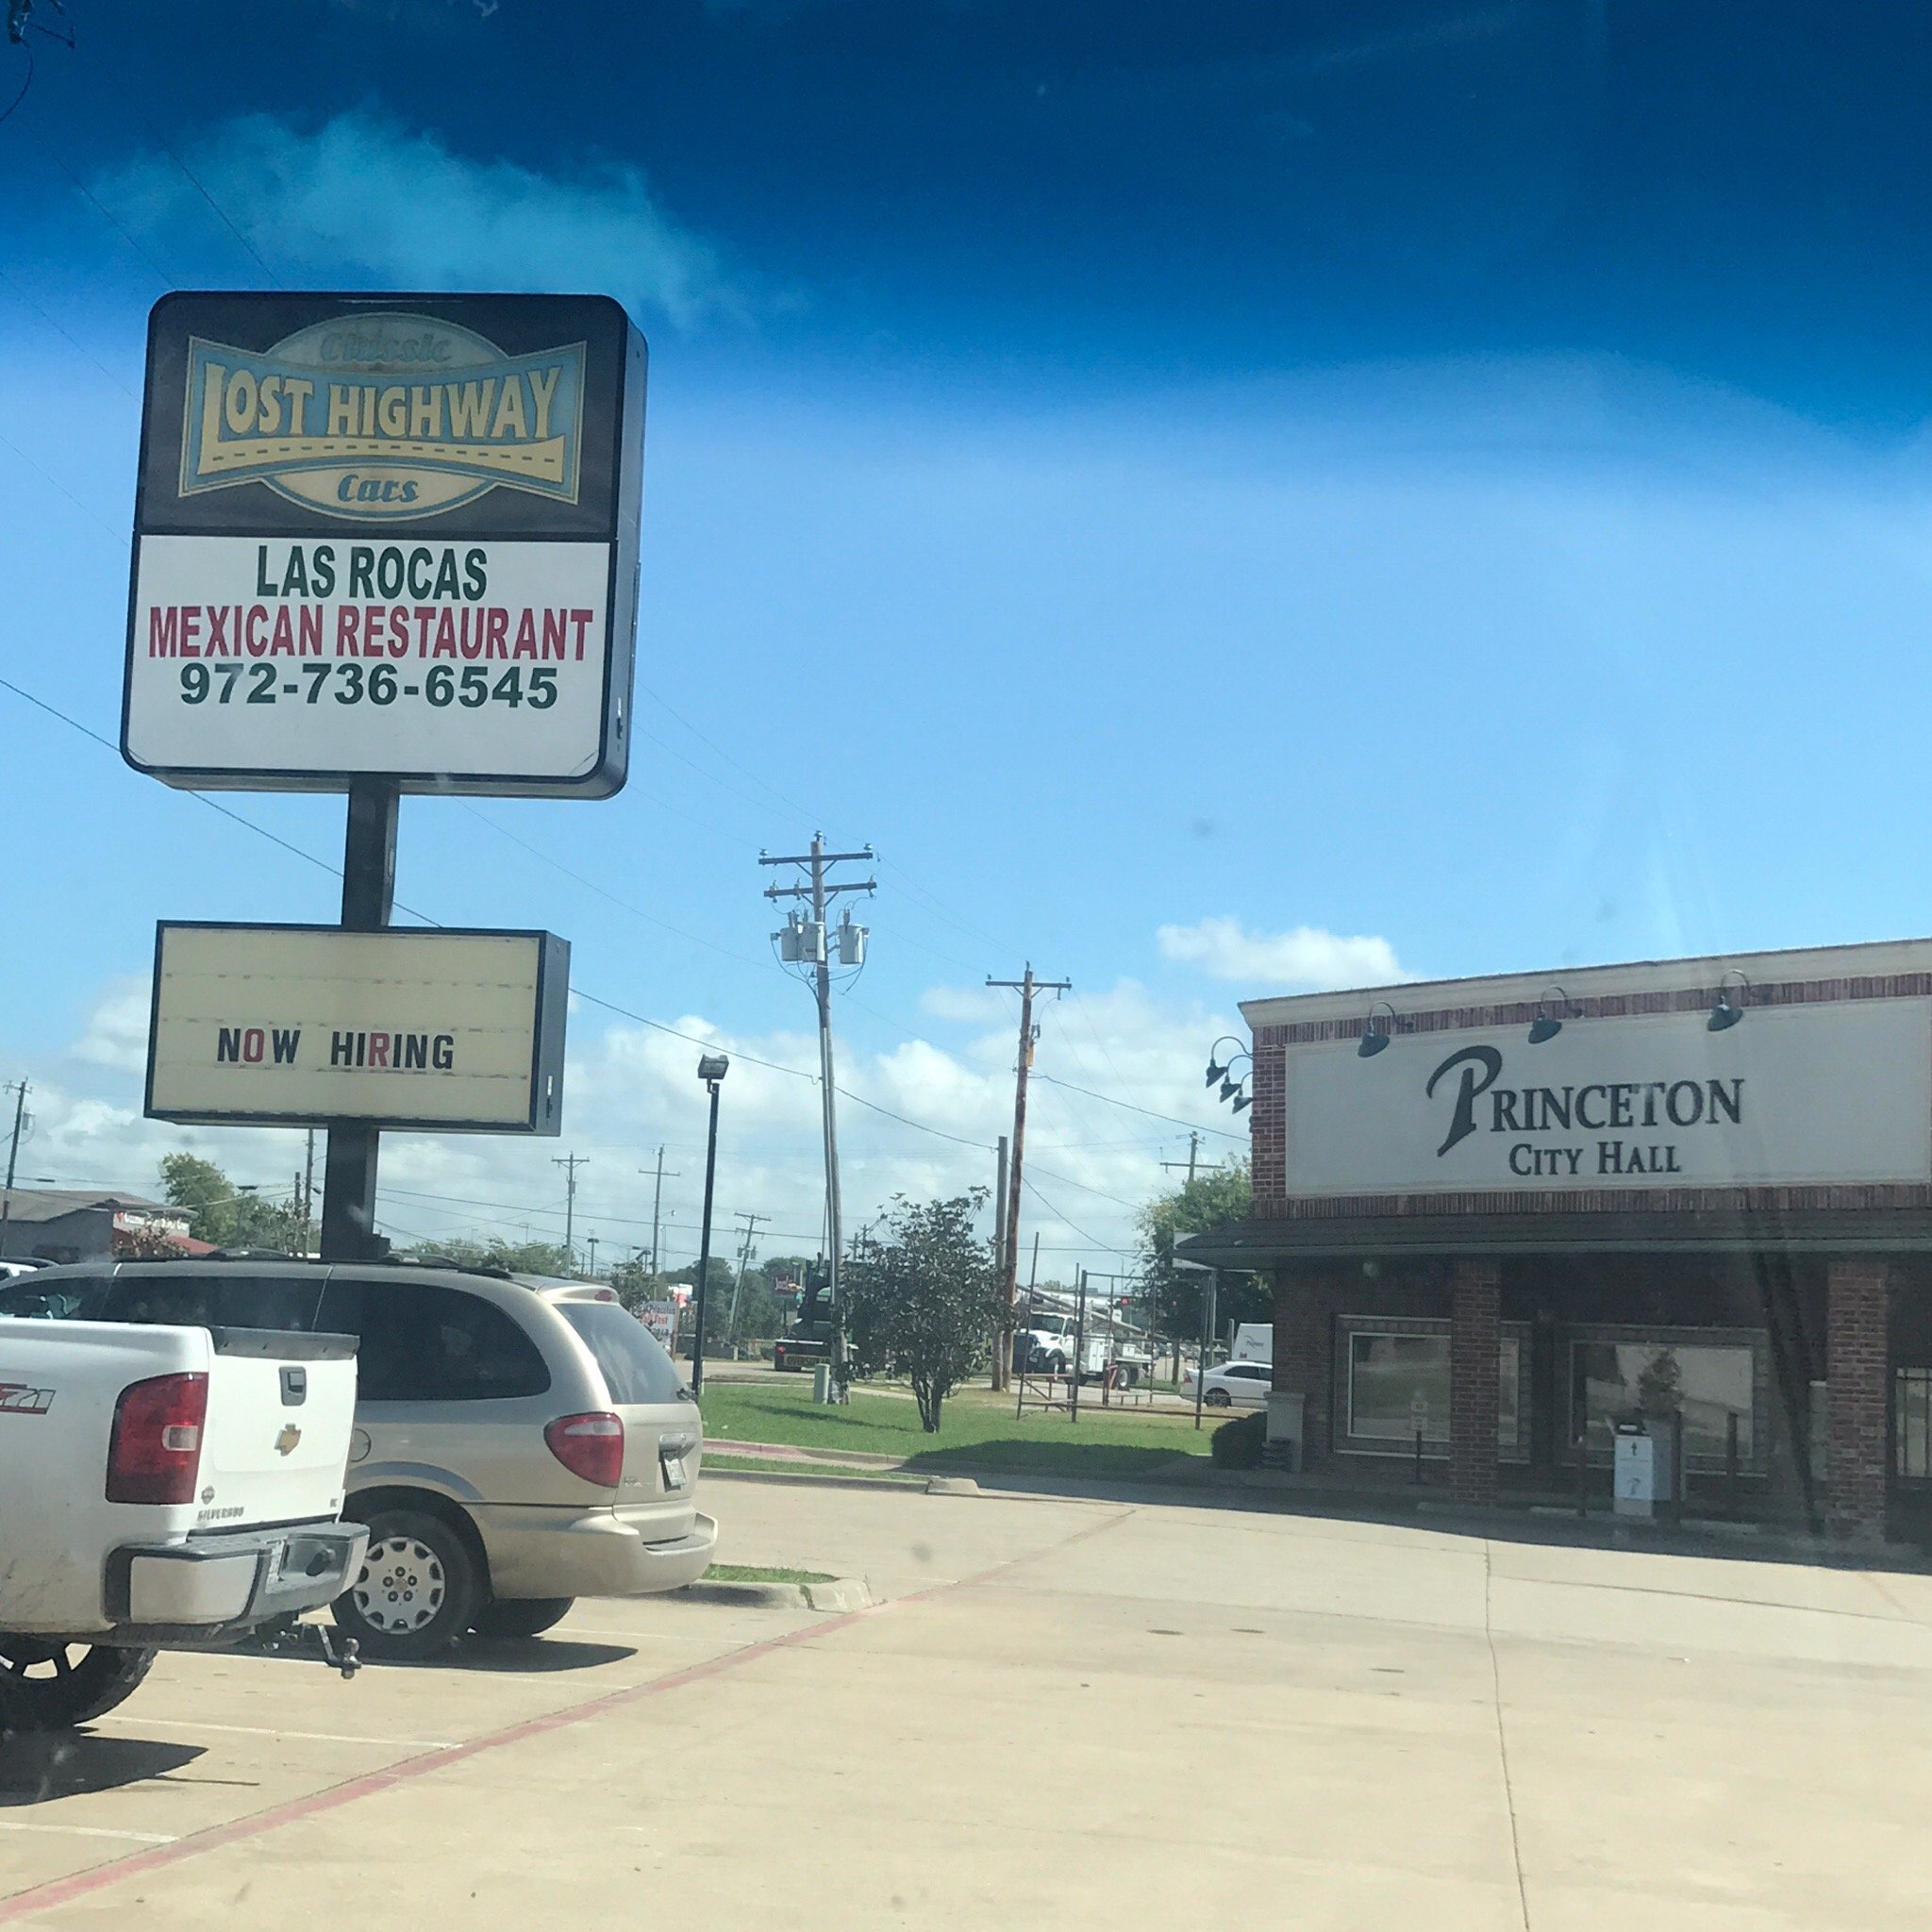 Classic
LOST HIGHWAY
Cars
LAS ROCAS
MEXICAN RESTAURANT
972-736-6545
NOW HIRING
PRINCETON
CITY HALL
Z71
SILVERADO